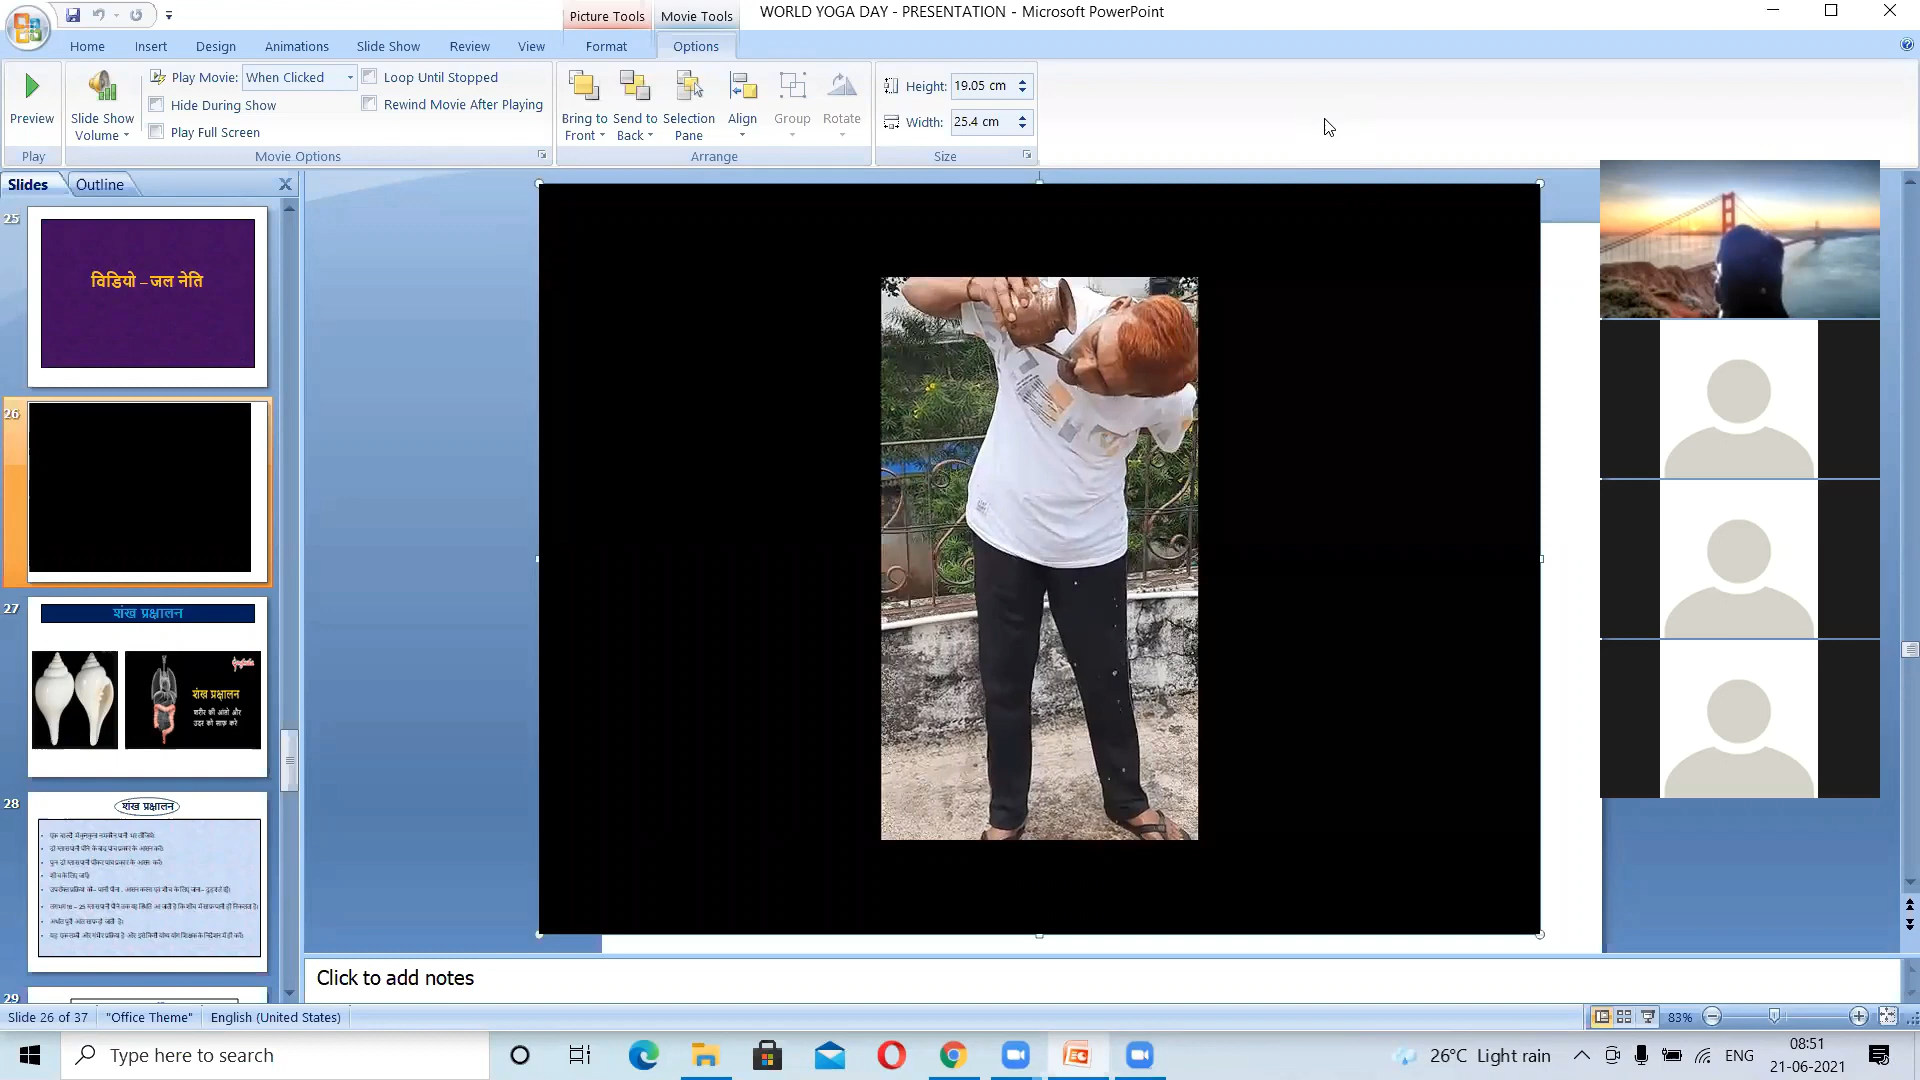 Picture Tools
Movie Tools
WORLD YOGA DAY - PRESENTATION - Microsoft PowerPoint
Home
Insert
Design
Animations
Slide Show
Review
View
Format
Options
Preview
Play
Slide Show Volume
Play Movie: When Clicked
Hide During Show
Play Full Screen
Loop Until Stopped
Rewind Movie After Playing
Movie Options
Bring to Front
Send to Back
Selection Pane
Align
Group
Rotate
Arrange
Height: 19.05 cm
Width: 25.4 cm
Size
Slides
Outline
25
विडियो – जल नेति
26
27
शंख प्रक्षालन
शंख प्रक्षालन
शरीर की आंतो और
उदर को साफ़ करे
28
शंख प्रक्षालन
29
Click to add notes
Slide 26 of 37
"Office Theme"
English (United States)
83%
Type here to search
26°C Light rain
ENG
08:51
21-06-2021